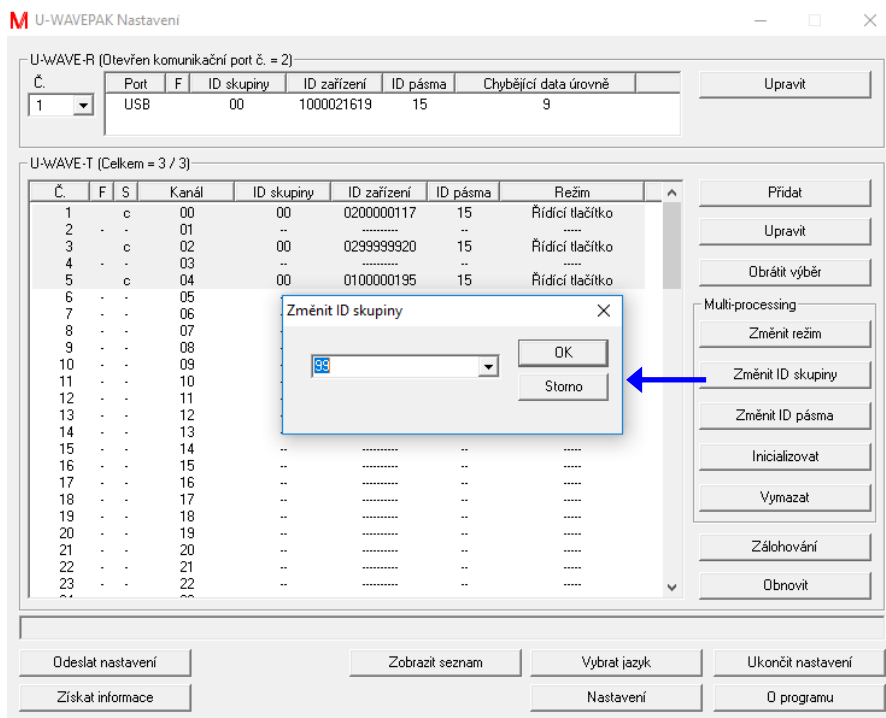 M U-WAVEPAK Nastavení
U-WAVE-R (Otevřen komunikační port č. = 2)
Č. Port F ID skupiny ID zařízení ID pásma Chybějící data úrovně
1 USB 00 1000021619 15 9
Upravit
U-WAVE-T (Celkem = 3 / 3)
Č. F S Kanál ID skupiny ID zařízení ID pásma Režim
1 c 00 00 0200000117 15 Řídící tlačítko
2 - - 01 -- ---------- -- -----
3 c 02 00 0299999920 15 Řídící tlačítko
4 - - 03 -- ---------- -- -----
5 c 04 00 0100000195 15 Řídící tlačítko
6 - - 05
7 - - 06
8 - - 07
9 - - 08
10 - - 09
11 - - 10
12 - - 11
13 - - 12
14 - - 13
15 - - 14 -- ---------- -- -----
16 - - 15 -- ---------- -- -----
17 - - 16 -- ---------- -- -----
18 - - 17 -- ---------- -- -----
19 - - 18 -- ---------- -- -----
20 - - 19 -- ---------- -- -----
21 - - 20 -- ---------- -- -----
22 - - 21 -- ---------- -- -----
23 - - 22 -- ---------- -- -----
Změnit ID skupiny
99
OK
Storno
Přidat
Upravit
Obrátit výběr
Multi-processing
Změnit režim
Změnit ID skupiny
Změnit ID pásma
Inicializovat
Vymazat
Zálohování
Obnovit
Odeslat nastavení
Zobrazit seznam
Vybrat jazyk
Ukončit nastavení
Získat informace
Nastavení
O programu